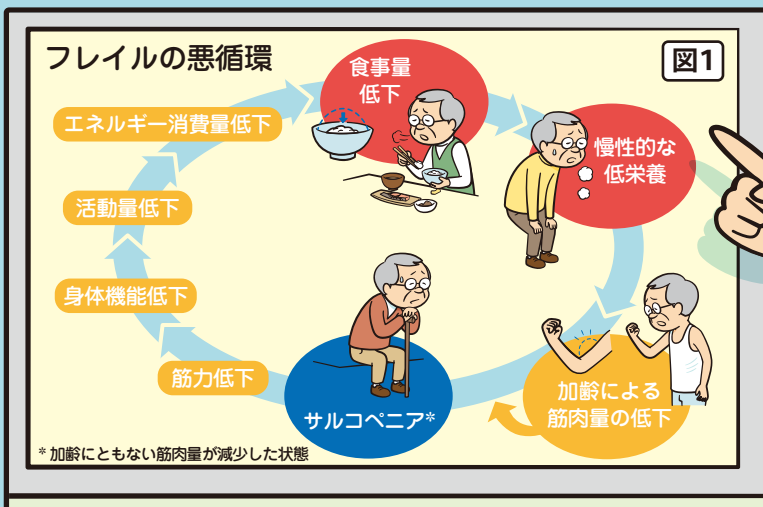 フレイルの悪循環
図1
食事量
低下
慢性的な
低栄養
加齢による
筋肉量の低下
サルコペニア*
筋力低下
身体機能低下
活動量低下
エネルギー消費量低下
*加齢にともない筋肉量が減少した状態